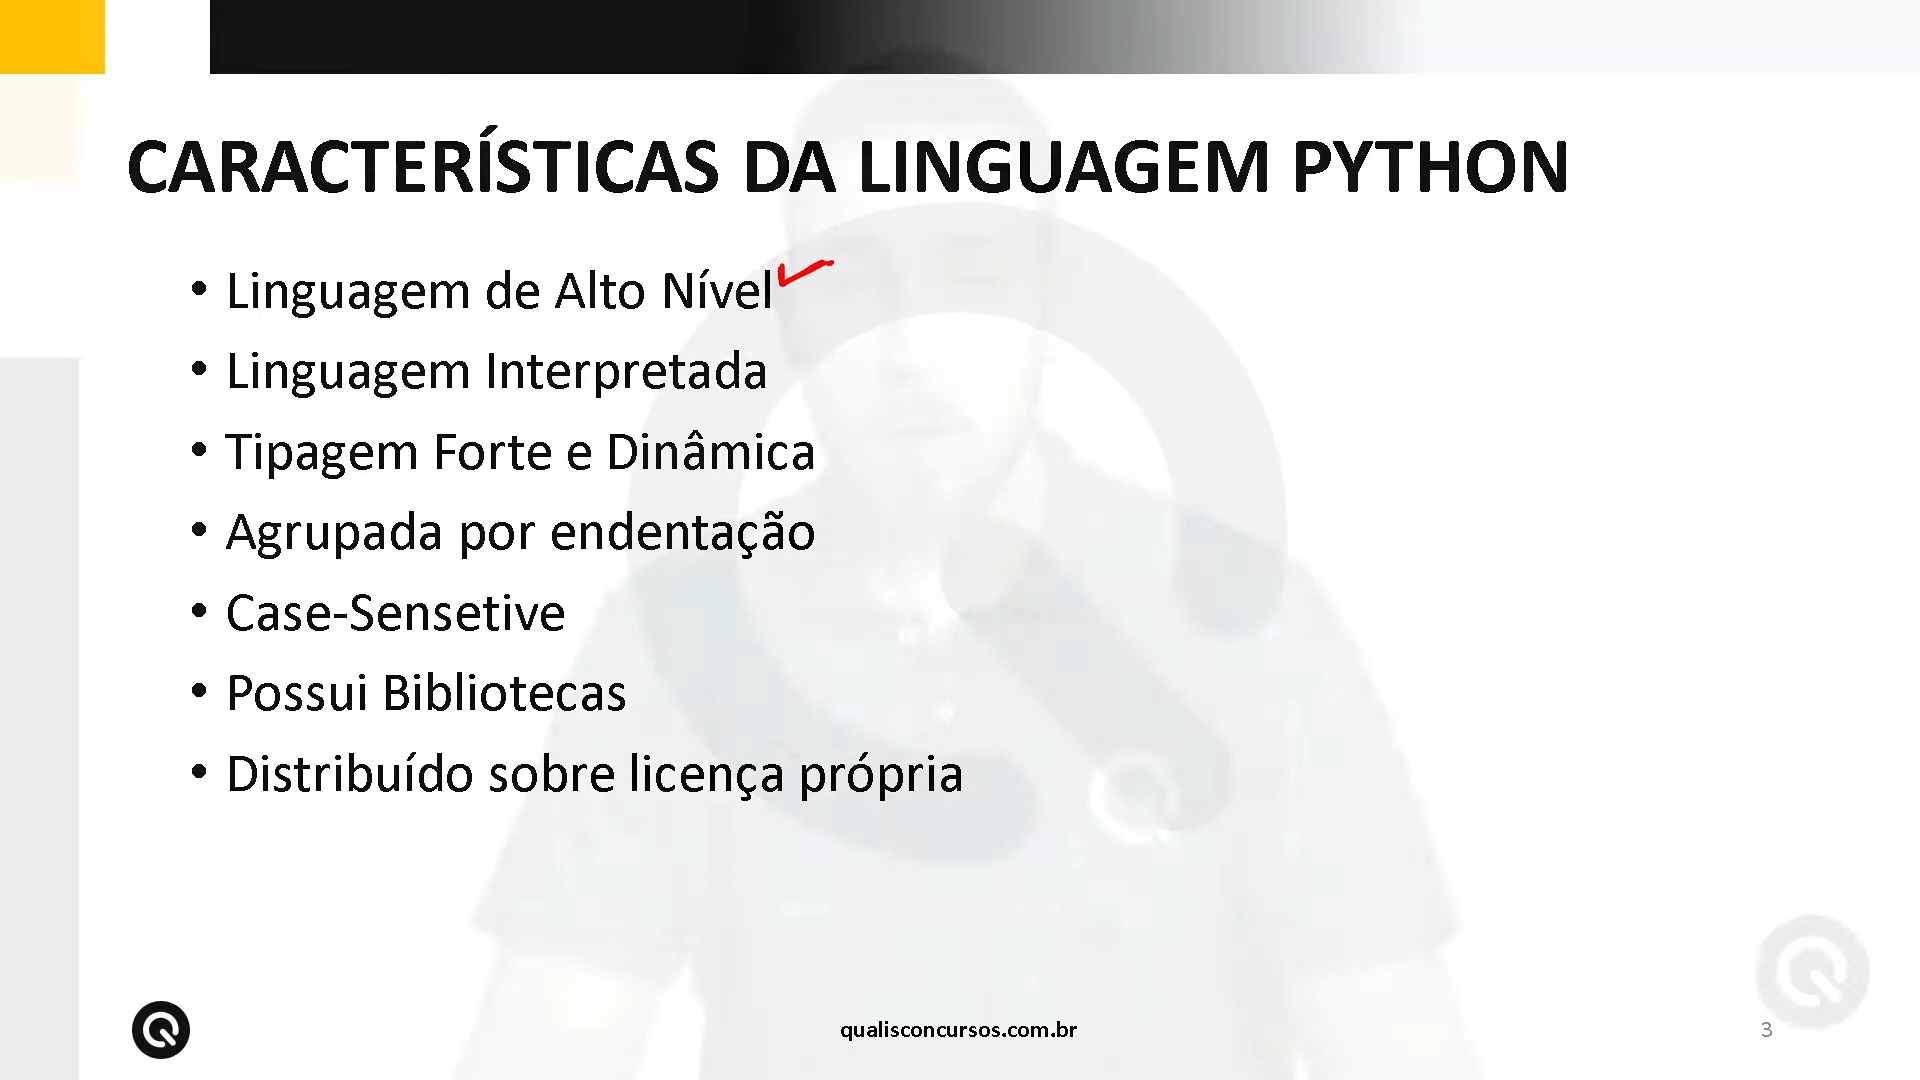 CARACTERÍSTICAS DA LINGUAGEM PYTHON
• Linguagem de Alto Nível
• Linguagem Interpretada
• Tipagem Forte e Dinâmica
• Agrupada por endentação
• Case-Sensetive
• Possui Bibliotecas
• Distribuído sobre licença própria
qualisconcursos.com.br
3